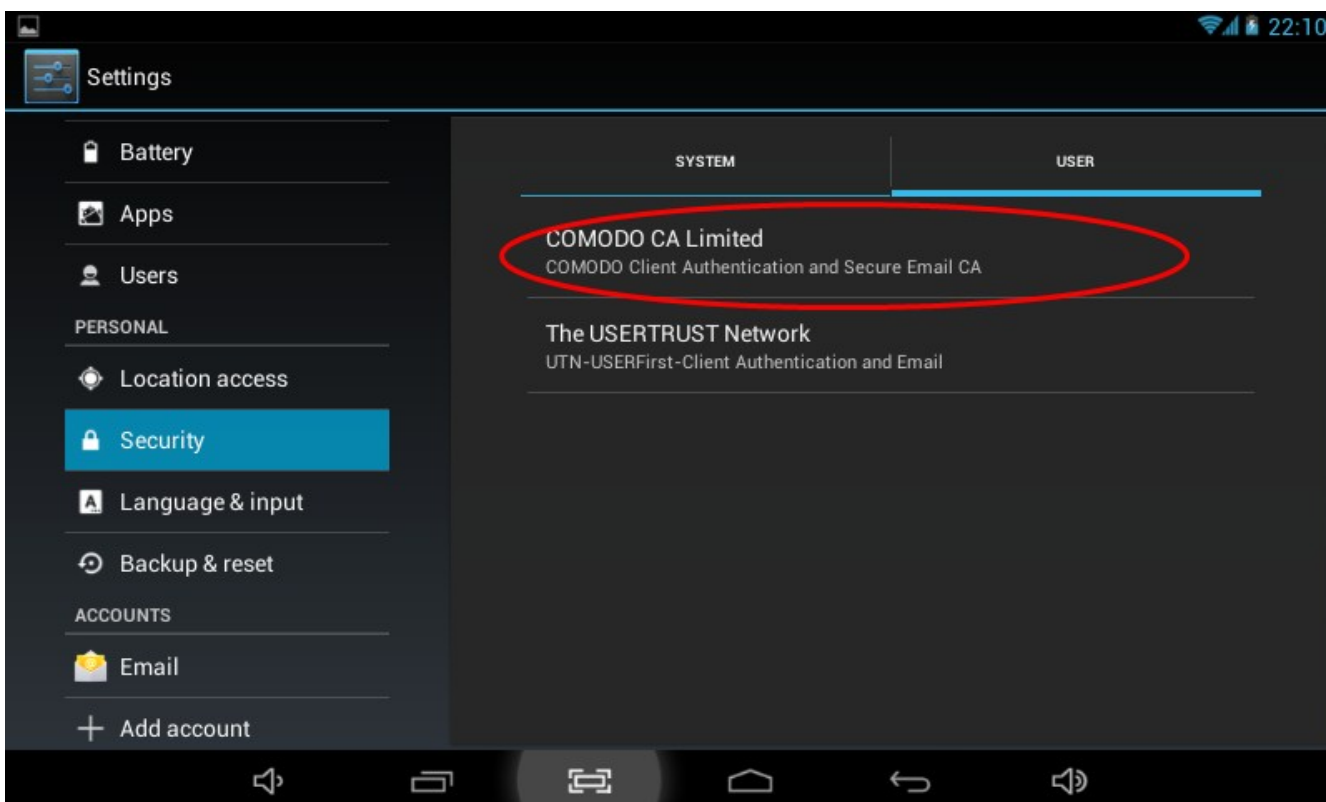 22:10
Settings
Battery
Apps
Users
PERSONAL
Location access
Security
Language & input
Backup & reset
ACCOUNTS
Email
Add account
SYSTEM USER
COMODO CA Limited
COMODO Client Authentication and Secure Email CA
The USERTRUST Network
UTN-USERFirst-Client Authentication and Email